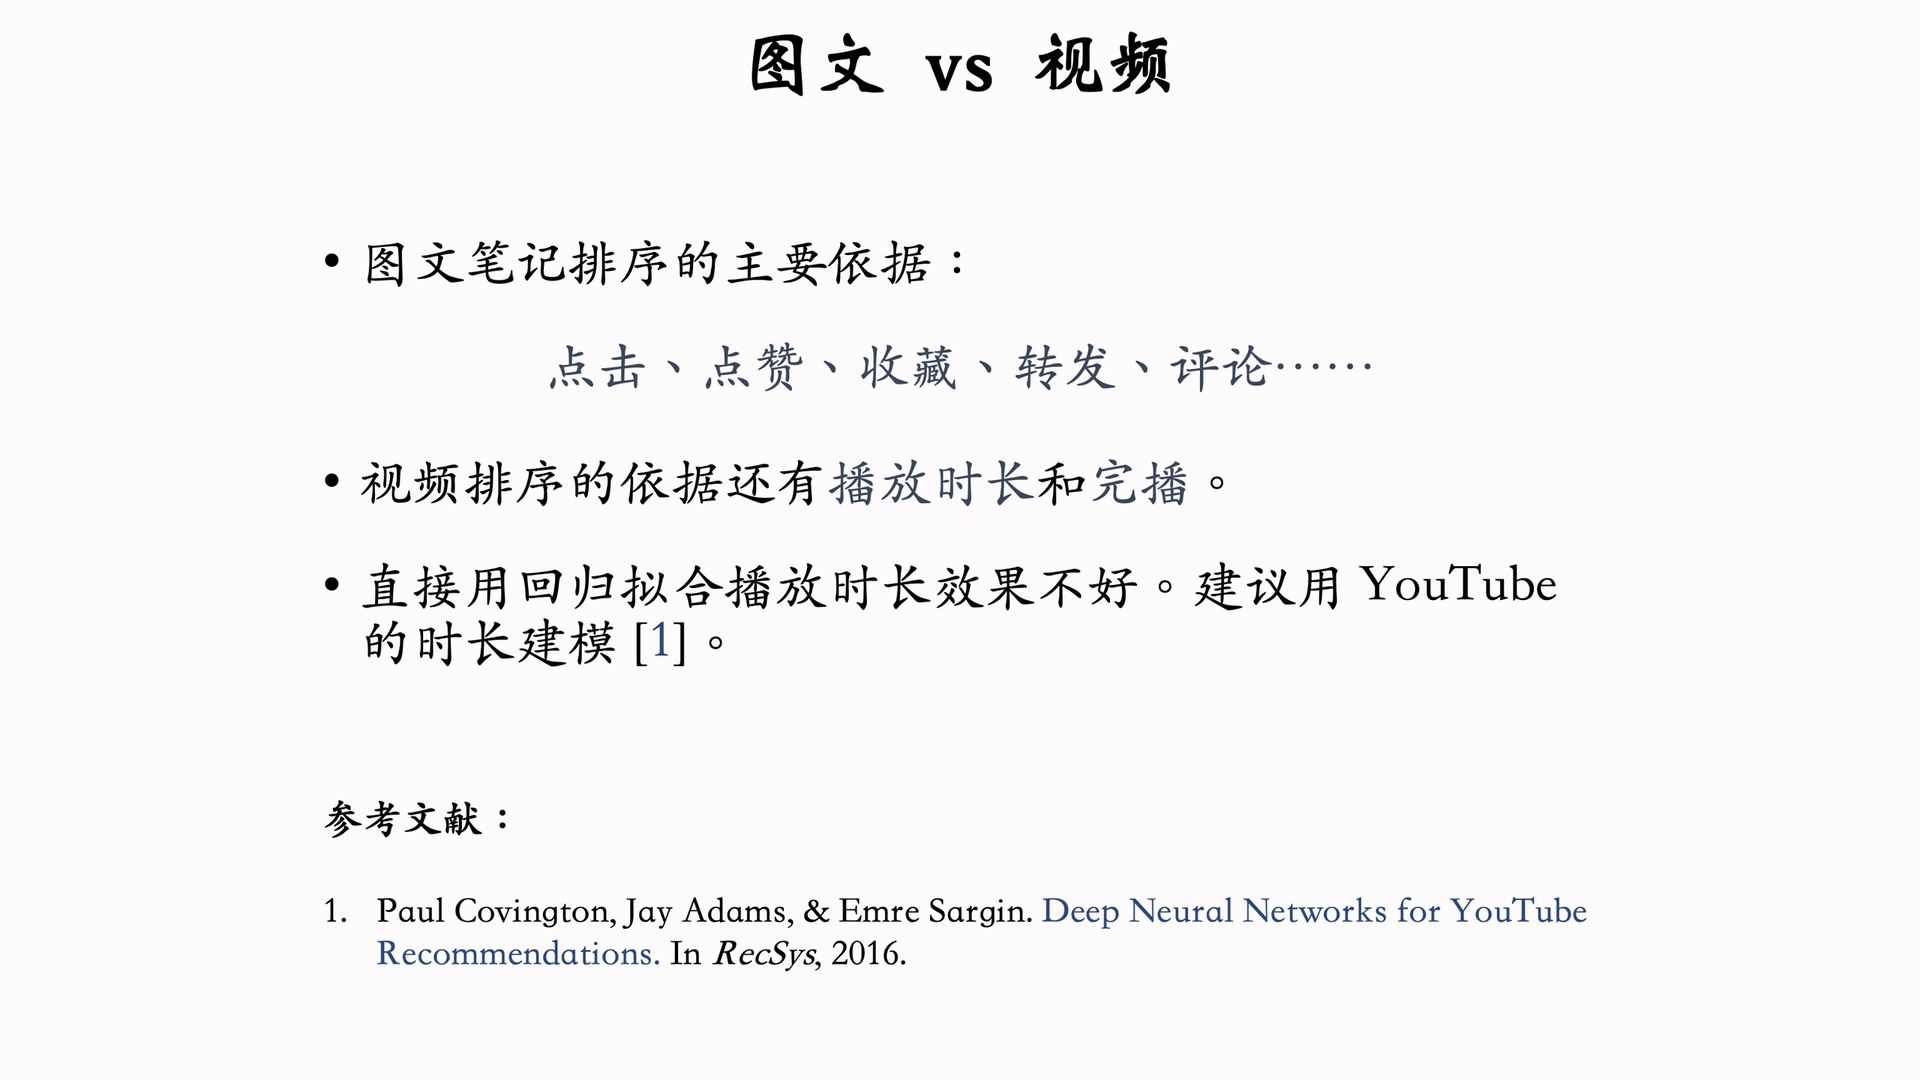 图文 vs 视频
• 图文笔记排序的主要依据：
点击、点赞、收藏、转发、评论……
• 视频排序的依据还有播放时长和完播。
• 直接用回归拟合播放时长效果不好。建议用 YouTube
的时长建模 [1]。
参考文献：
1. Paul Covington, Jay Adams, & Emre Sargin. Deep Neural Networks for YouTube
Recommendations. In RecSys, 2016.